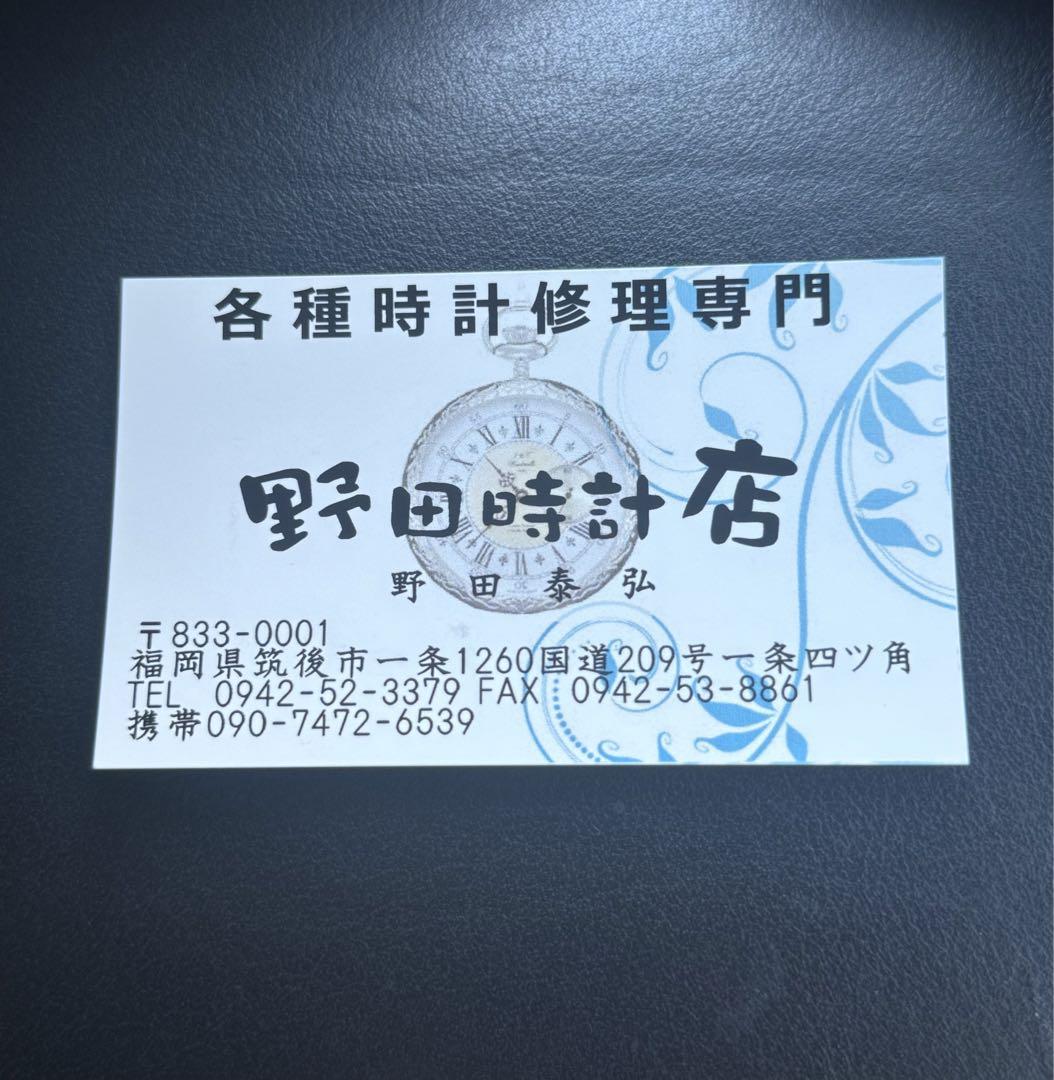 各種時計修理専門
野田時計店
野田泰弘
〒833-0001
福岡県筑後市一条1260国道209号一条四ツ角
TEL 0942-52-3379 FAX 0942-53-8861
携帯090-7472-6539